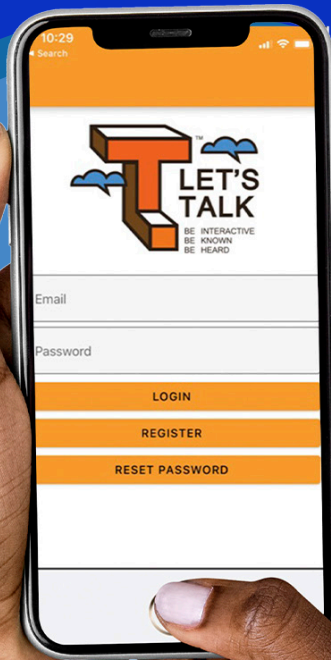 10:29
Search
TM
LET'S
TALK
BE INTERACTIVE
BE KNOWN
BE HEARD
Email
Password
LOGIN
REGISTER
RESET PASSWORD